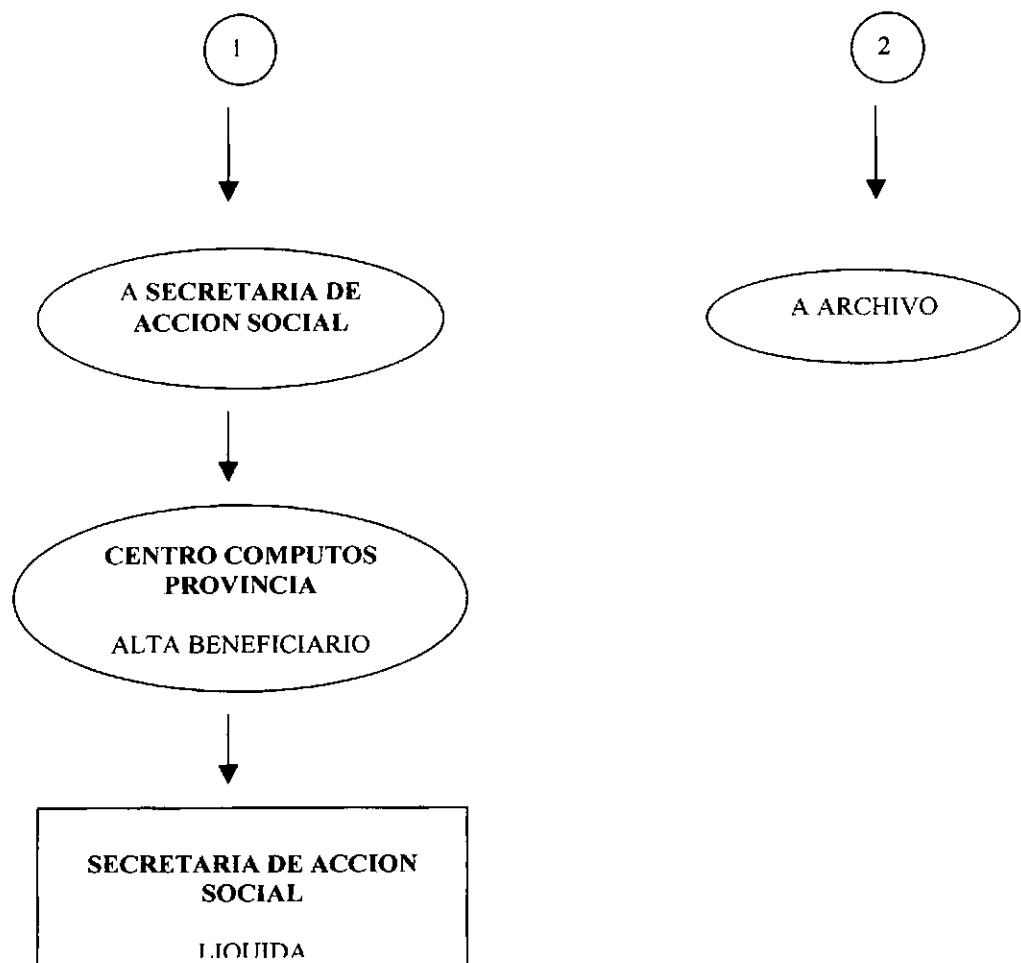 1
2
A SECRETARIA DE
ACCION SOCIAL
A ARCHIVO
CENTRO COMPUTOS
PROVINCIA
ALTA BENEFICIARIO
SECRETARIA DE ACCION
SOCIAL
LIQUIDA